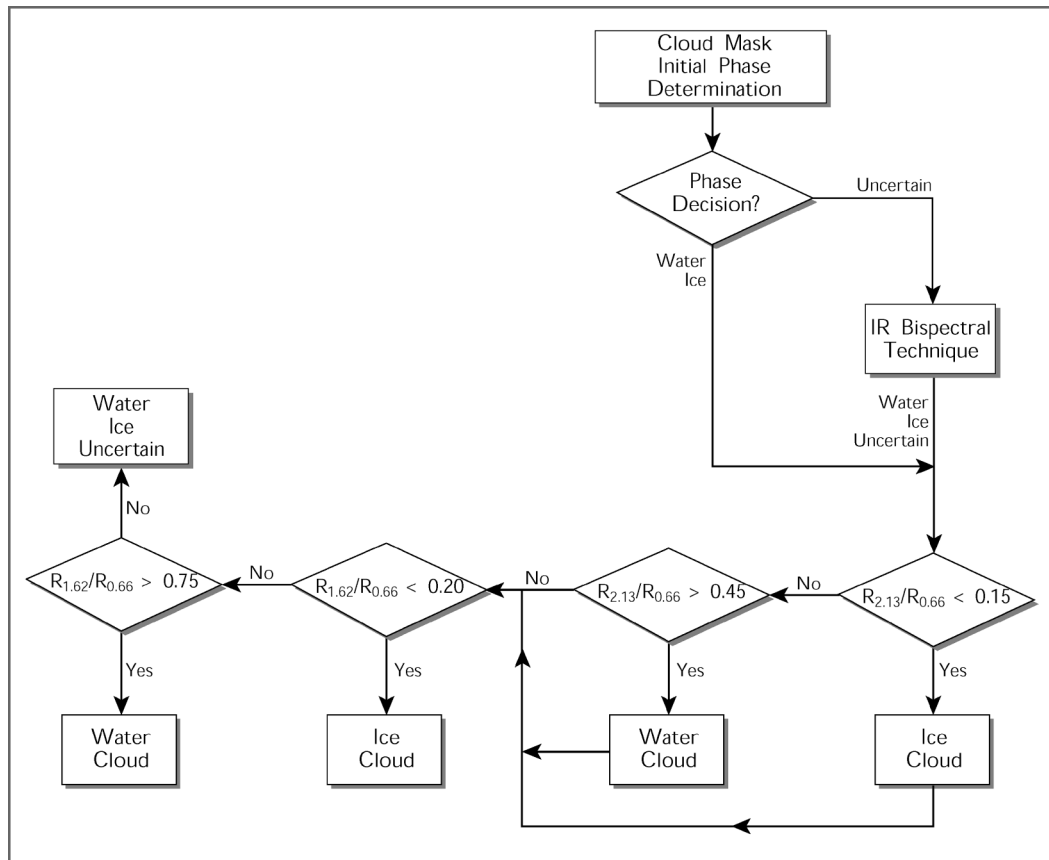 Cloud Mask
Initial Phase
Determination
Phase
Decision?
Uncertain
Water
Ice
IR Bispectral
Technique
Water
Ice
Uncertain
Water
Ice
Uncertain
No
R1.62/R0.66 > 0.75
No
R1.62/R0.66 < 0.20
No
R2.13/R0.66 > 0.45
No
R2.13/R0.66 < 0.15
Yes
Yes
Yes
Yes
Water
Cloud
Ice
Cloud
Water
Cloud
Ice
Cloud